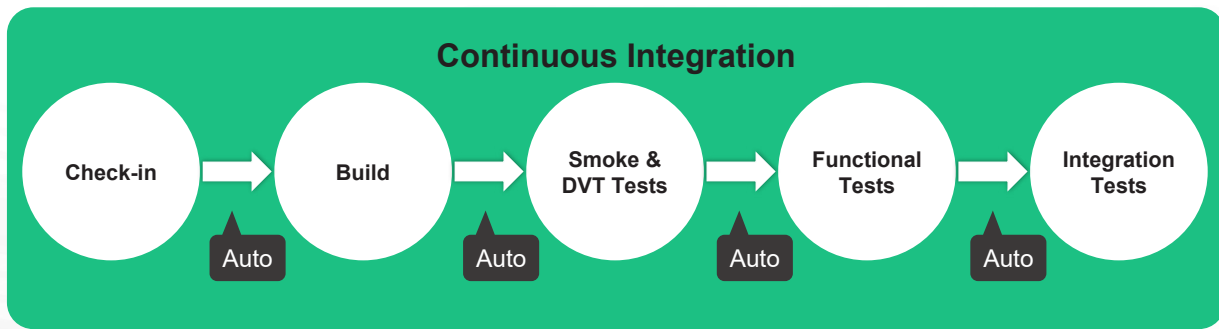 Continuous Integration
Check-in
Build
Smoke &
DVT Tests
Functional
Tests
Integration
Tests
Auto
Auto
Auto
Auto